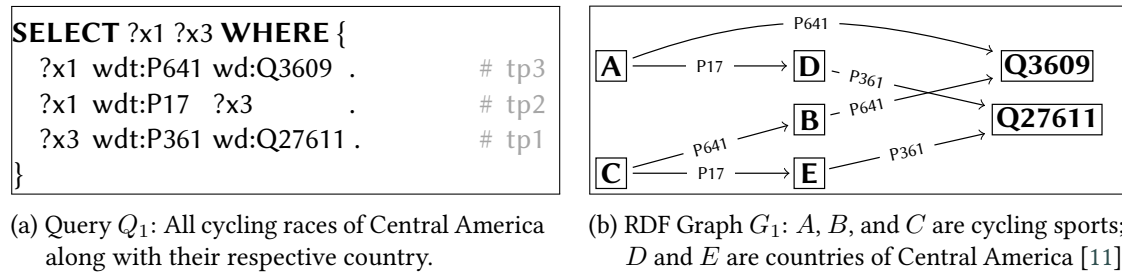 SELECT ?x1 ?x3 WHERE {
?x1 wdt:P641 wd:Q3609 . # tp3
?x1 wdt:P17 ?x3 . # tp2
?x3 wdt:P361 wd:Q27611 . # tp1
}
(a) Query Q1: All cycling races of Central America
along with their respective country.
P641
A P17 D P361 Q3609
B P641 Q27611
P641
C P17 E P361
(b) RDF Graph G1: A, B, and C are cycling sports;
D and E are countries of Central America [11]